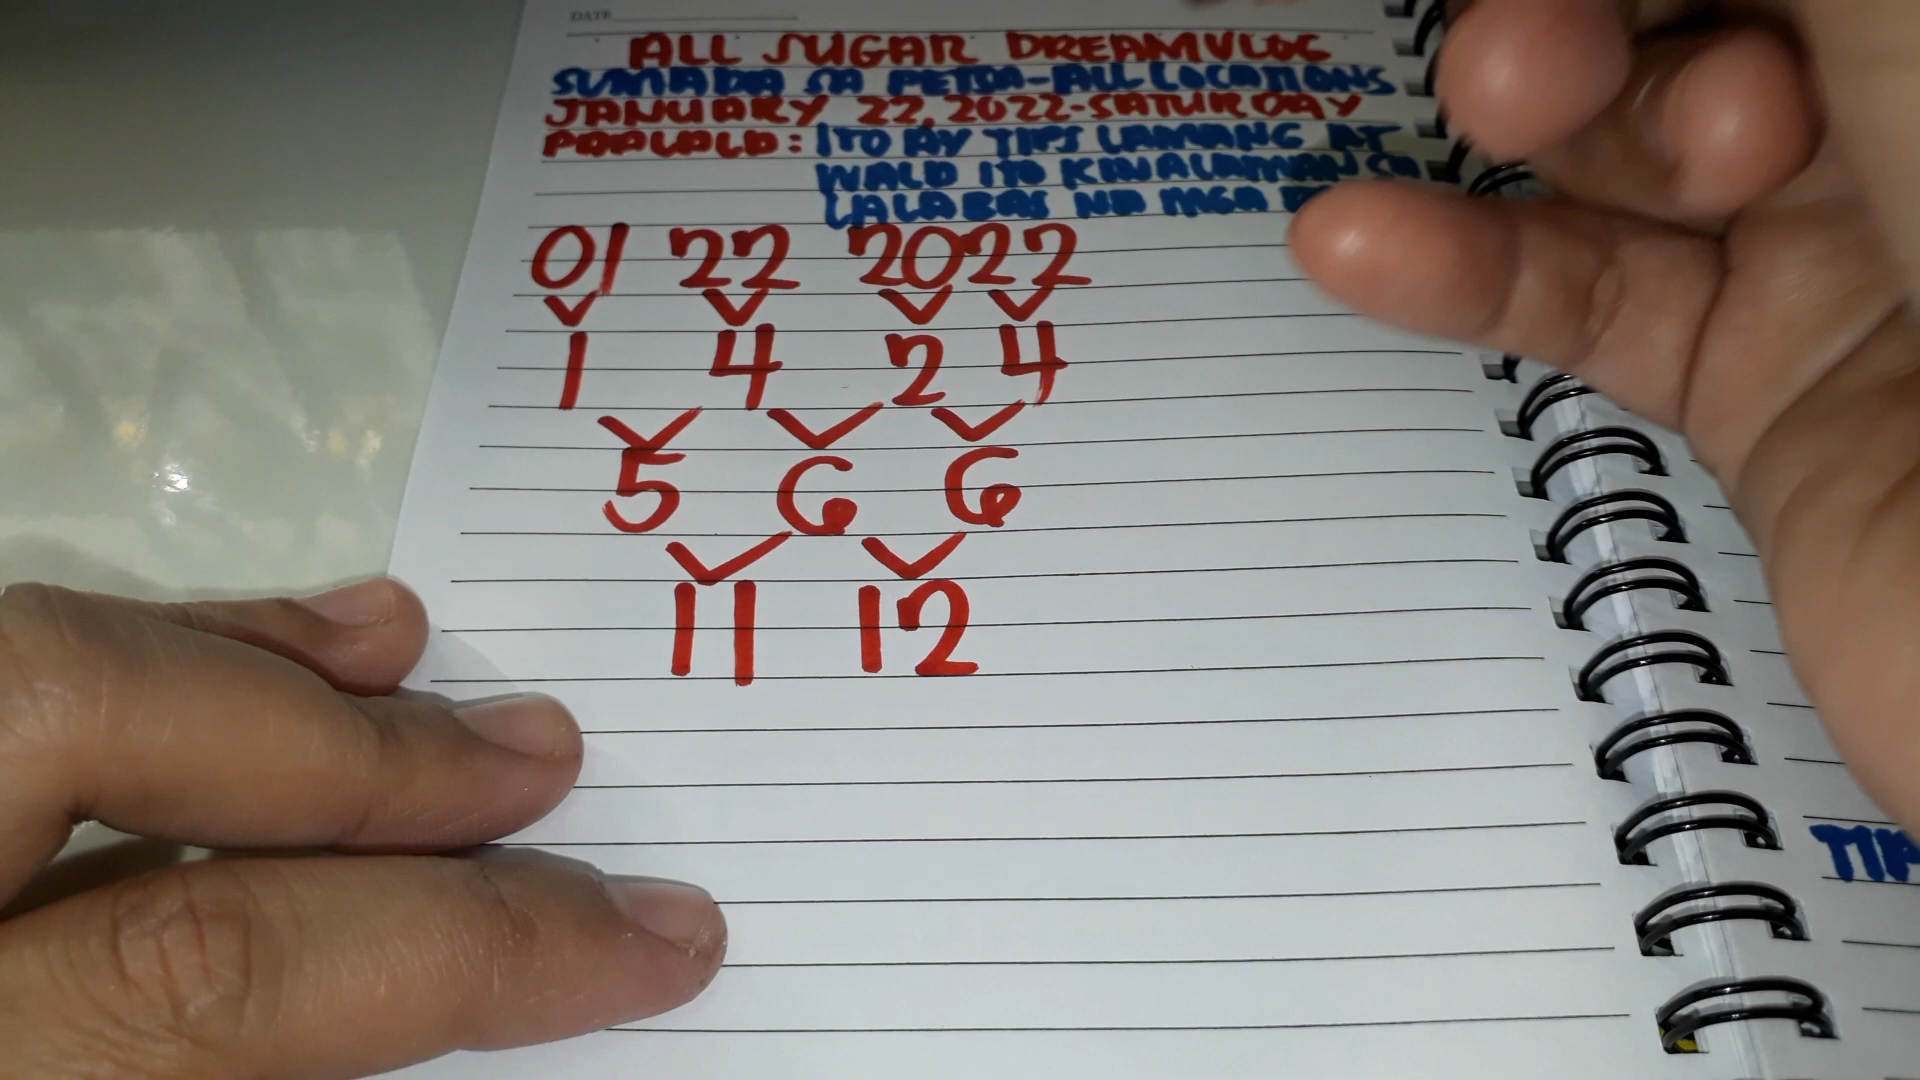 DATE
ALL SUGAR DREAMVLOG
SUMADA SA PETSA-ALL LOCATIONS
JANUARY 22, 2022-SATURDAY
PAALALA: ITO AY TIPS LAMANG AT
WALA ITO KINALAMAN SA
LALABAS NA MGA
01 22 2022
1 4 2 4
5 6 6
11 12
TIP